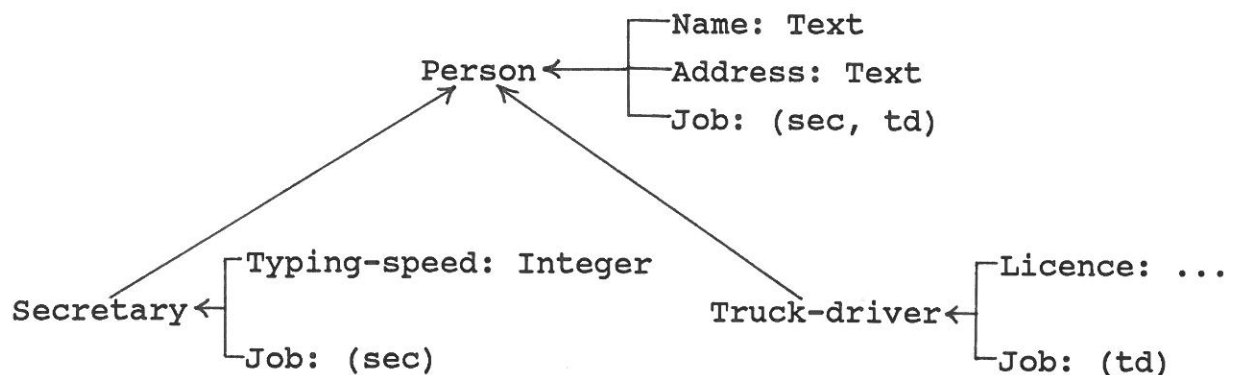 Name: Text
Person
Address: Text
Job: (sec, td)
Typing-speed: Integer
Secretary
Job: (sec)
Licence: ...
Truck-driver
Job: (td)